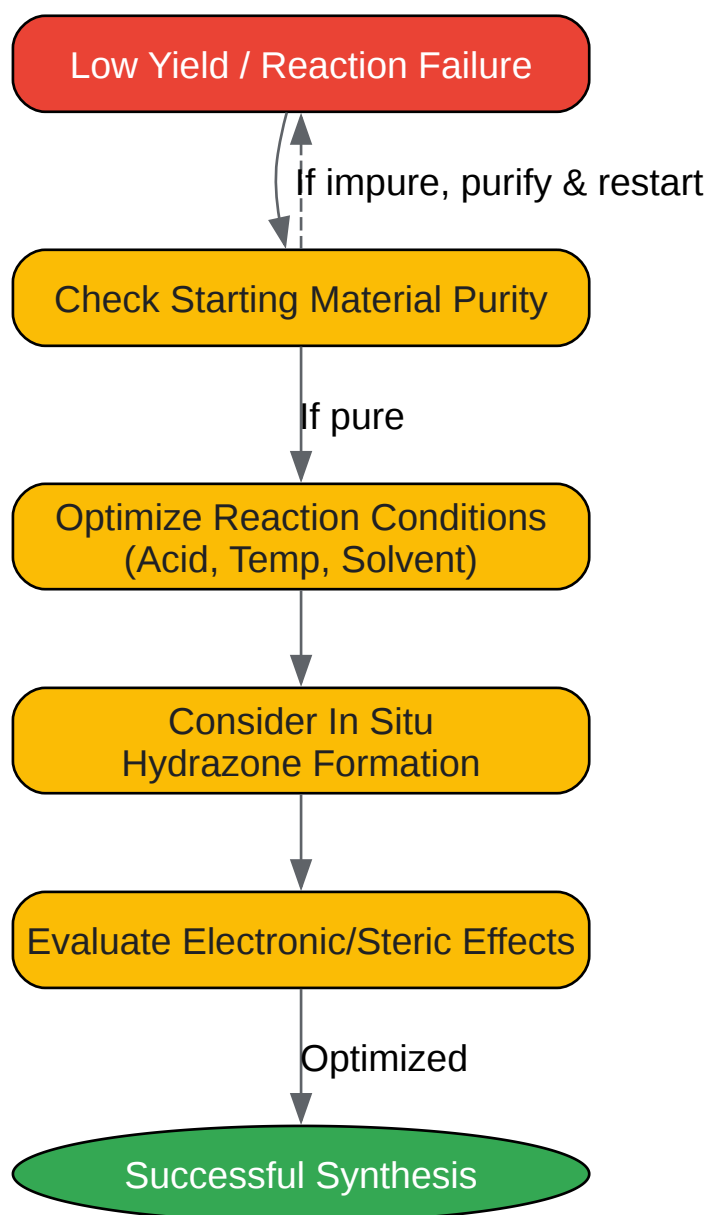 Low Yield / Reaction Failure
If impure, purify & restart
Check Starting Material Purity
If pure
Optimize Reaction Conditions
(Acid, Temp, Solvent)
Consider In Situ
Hydrazone Formation
Evaluate Electronic/Steric Effects
Optimized
Successful Synthesis